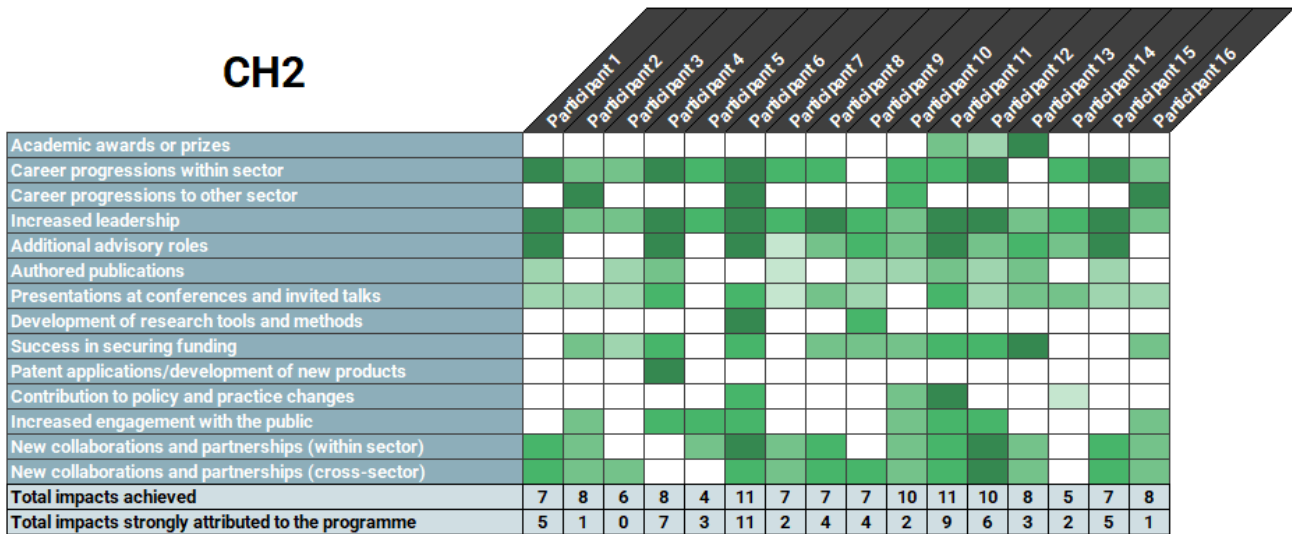 CH2
Participant 1 Participant 2 Participant 3 Participant 4 Participant 5 Participant 6 Participant 7 Participant 8 Participant 9 Participant 10 Participant 11 Participant 12 Participant 13 Participant 14 Participant 15 Participant 16
Academic awards or prizes
Career progressions within sector
Career progressions to other sector
Increased leadership
Additional advisory roles
Authored publications
Presentations at conferences and invited talks
Development of research tools and methods
Success in securing funding
Patent applications/development of new products
Contribution to policy and practice changes
Increased engagement with the public
New collaborations and partnerships (within sector)
New collaborations and partnerships (cross-sector)
Total impacts achieved 7 8 6 8 4 11 7 7 7 10 11 10 8 5 7 8
Total impacts strongly attributed to the programme 5 1 0 7 3 11 2 4 4 2 9 6 3 2 5 1